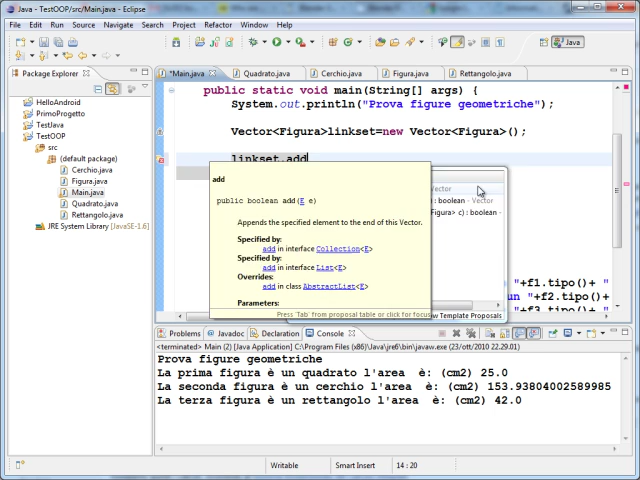 Java - TestOOP/src/Main.java - Eclipse
File Edit Source Refactor Navigate Search Project Run Window Help
Java
Package Explorer
HelloAndroid
PrimoProgetto
TestJava
TestOOP
src
(default package)
Cerchio.java
Figura.java
Main.java
Quadrato.java
Rettangolo.java
JRE System Library [JavaSE-1.6]
*Main.java Quadrato.java Cerchio.java Figura.java Rettangolo.java
public static void main(String[] args) {
System.out.println("Prova figure geometriche");
Vector<Figura>linkset=new Vector<Figura>();
linkset.add
add
public boolean add(E e)
Appends the specified element to the end of this Vector.
Specified by:
add in interface Collection<E>
Specified by:
add in interface List<E>
Overrides:
add in class AbstractList<E>
Parameters:
Press 'Tab' from proposal table or click for focus
Vector
) : boolean - Vector
Figura> c) : boolean -
w Template Proposals
"+f1.tipo()+ "
un "+f2.tipo()+
"+f3.tipo()+
Problems Javadoc Declaration Console
<terminated> Main (2) [Java Application] C:\Program Files (x86)\Java\jre6\bin\javaw.exe (23/ott/2010 22.29.01)
Prova figure geometriche
La prima figura è un quadrato l'area  è: (cm2) 25.0
La seconda figura è un cerchio l'area  è: (cm2) 153.93804002589985
La terza figura è un rettangolo l'area  è: (cm2) 42.0
Writable Smart Insert 14 : 20